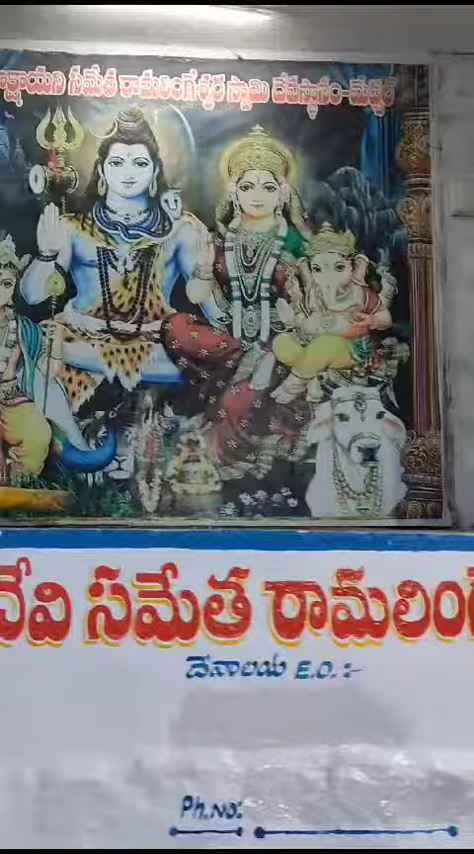 సమేత రామలింగేశ్వర స్వామి దేవస్థానం-
దేవి సమేత రామలింగే
దేవాలయ E.O. :-
Ph.No: